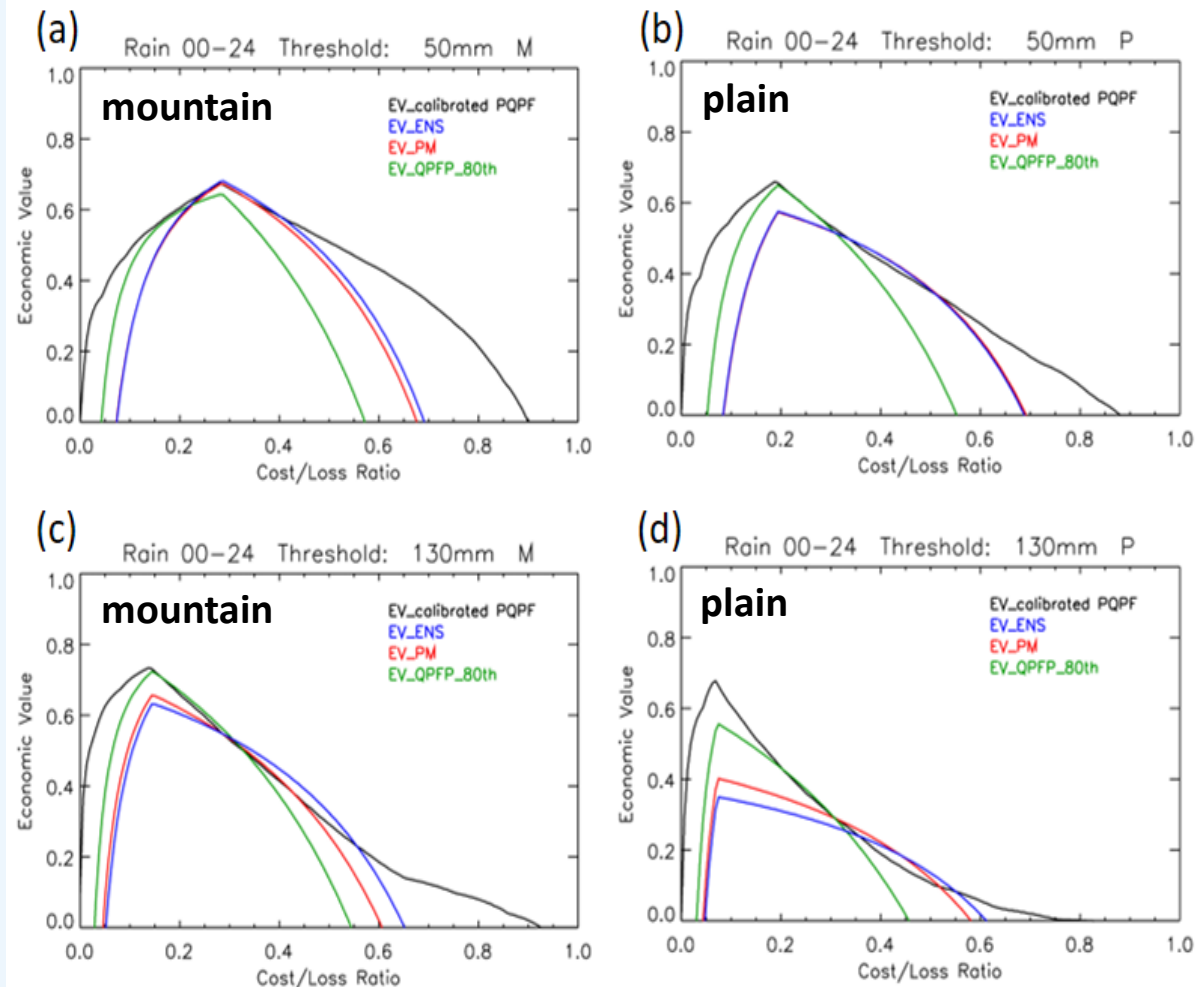 (a)
Rain 00-24 Threshold: 50mm M
mountain
EV_calibrated PQPF
EV_ENS
EV_PM
EV_QPFP_80th
1.0
0.8
0.6
0.4
0.2
0.0
Economic Value
0.0 0.2 0.4 0.6 0.8 1.0
Cost/Loss Ratio
(b)
Rain 00-24 Threshold: 50mm P
plain
EV_calibrated PQPF
EV_ENS
EV_PM
EV_QPFP_80th
1.0
0.8
0.6
0.4
0.2
0.0
Economic Value
0.0 0.2 0.4 0.6 0.8 1.0
Cost/Loss Ratio
(c)
Rain 00-24 Threshold: 130mm M
mountain
EV_calibrated PQPF
EV_ENS
EV_PM
EV_QPFP_80th
1.0
0.8
0.6
0.4
0.2
0.0
Economic Value
0.0 0.2 0.4 0.6 0.8 1.0
Cost/Loss Ratio
(d)
Rain 00-24 Threshold: 130mm P
plain
EV_calibrated PQPF
EV_ENS
EV_PM
EV_QPFP_80th
1.0
0.8
0.6
0.4
0.2
0.0
Economic Value
0.0 0.2 0.4 0.6 0.8 1.0
Cost/Loss Ratio